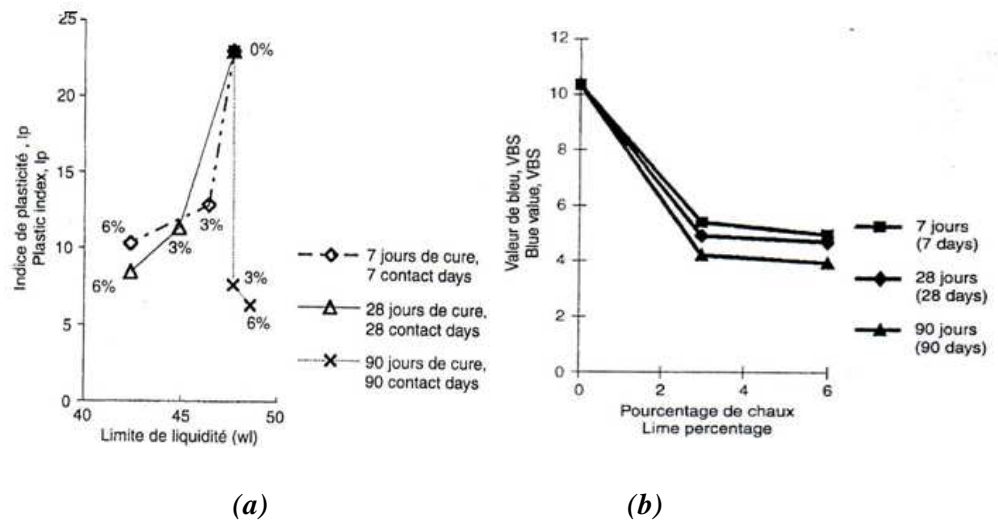 25
20
15
10
5
0
40
45
50
Indice de plasticité , Ip
Plastic index, Ip
Limite de liquidité (wl)
0%
6%
3%
3%
6%
3%
6%
7 jours de cure,
7 contact days
28 jours de cure,
28 contact days
90 jours de cure,
90 contact days
(a)
12
10
8
6
4
2
0
0
2
4
6
Valeur de bleu, VBS
Blue value, VBS
Pourcentage de chaux
Lime percentage
7 jours
(7 days)
28 jours
(28 days)
90 jours
(90 days)
(b)